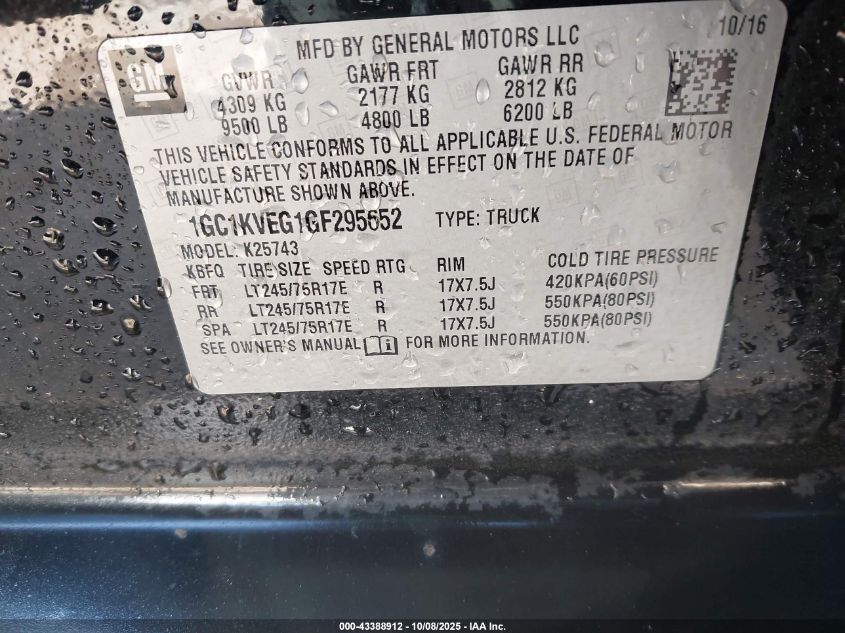 MFD BY GENERAL MOTORS LLC 10/16
GM
GVWR GAWR FRT GAWR RR
4309 KG 2177 KG 2812 KG
9500 LB 4800 LB 6200 LB
THIS VEHICLE CONFORMS TO ALL APPLICABLE U.S. FEDERAL MOTOR
VEHICLE SAFETY STANDARDS IN EFFECT ON THE DATE OF
MANUFACTURE SHOWN ABOVE.
1GC1KVEG1GF295652 TYPE: TRUCK
MODEL: K25743
KBFQ TIRE SIZE SPEED RTG RIM COLD TIRE PRESSURE
FRT LT245/75R17E R 17X7.5J 420KPA(60PSI)
RR LT245/75R17E R 17X7.5J 550KPA(80PSI)
SPA LT245/75R17E R 17X7.5J 550KPA(80PSI)
SEE OWNER'S MANUAL i FOR MORE INFORMATION.
000-43388912 - 10/08/2025 - IAA Inc.